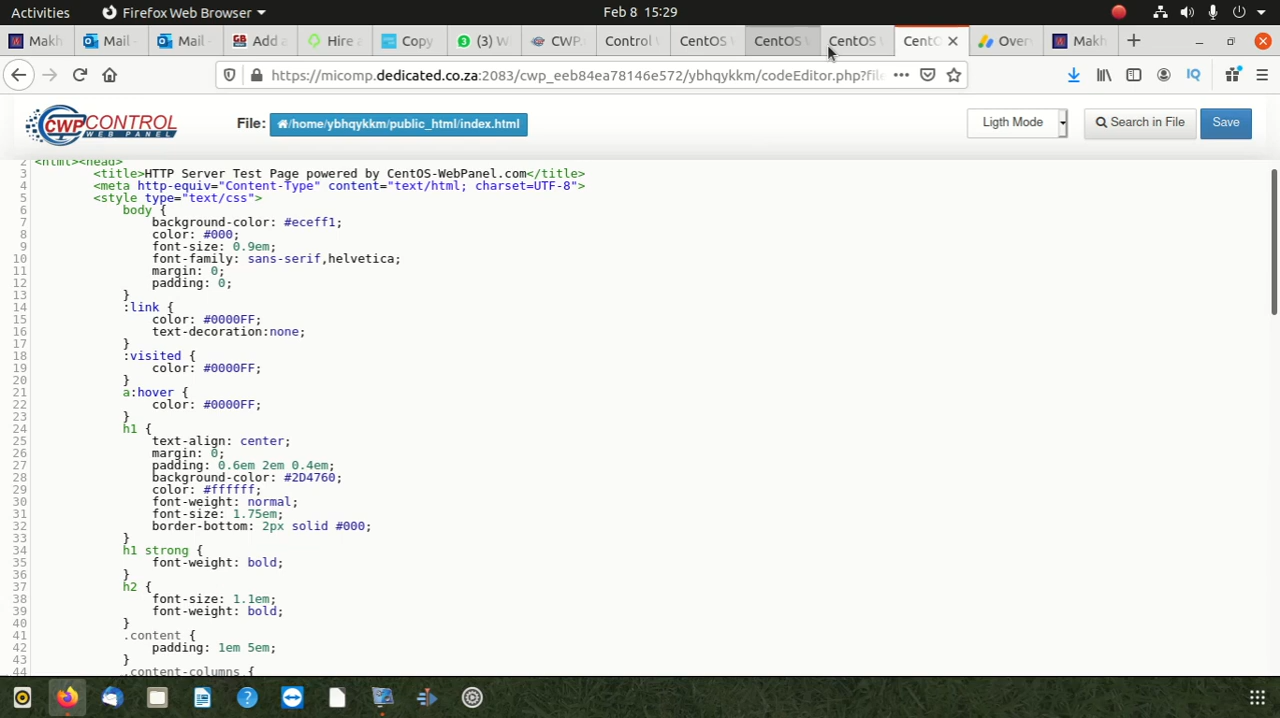 Activities Firefox Web Browser Feb 8 15:29
Makh Mail - Mail - Add a Hire a Copy (3) W CWP. Control W CentOS W CentOS W CentOS W CentO Over Makh
https://micomp.dedicated.co.za:2083/cwp_eeb84ea78146e572/ybhqykkm/codeEditor.php?file
CWP CONTROL
WEB PANEL
File: /home/ybhqykkm/public_html/index.html Ligth Mode Search in File Save
2 <html><head>
3 <title>HTTP Server Test Page powered by CentOS-WebPanel.com</title>
4 <meta http-equiv="Content-Type" content="text/html; charset=UTF-8">
5 <style type="text/css">
6 body {
7 background-color: #eceff1;
8 color: #000;
9 font-size: 0.9em;
10 font-family: sans-serif,helvetica;
11 margin: 0;
12 padding: 0;
13 }
14 :link {
15 color: #0000FF;
16 text-decoration:none;
17 }
18 :visited {
19 color: #0000FF;
20 }
21 a:hover {
22 color: #0000FF;
23 }
24 h1 {
25 text-align: center;
26 margin: 0;
27 padding: 0.6em 2em 0.4em;
28 background-color: #2D4760;
29 color: #ffffff;
30 font-weight: normal;
31 font-size: 1.75em;
32 border-bottom: 2px solid #000;
33 }
34 h1 strong {
35 font-weight: bold;
36 }
37 h2 {
38 font-size: 1.1em;
39 font-weight: bold;
40 }
41 .content {
42 padding: 1em 5em;
43 }
44 .content-columns {